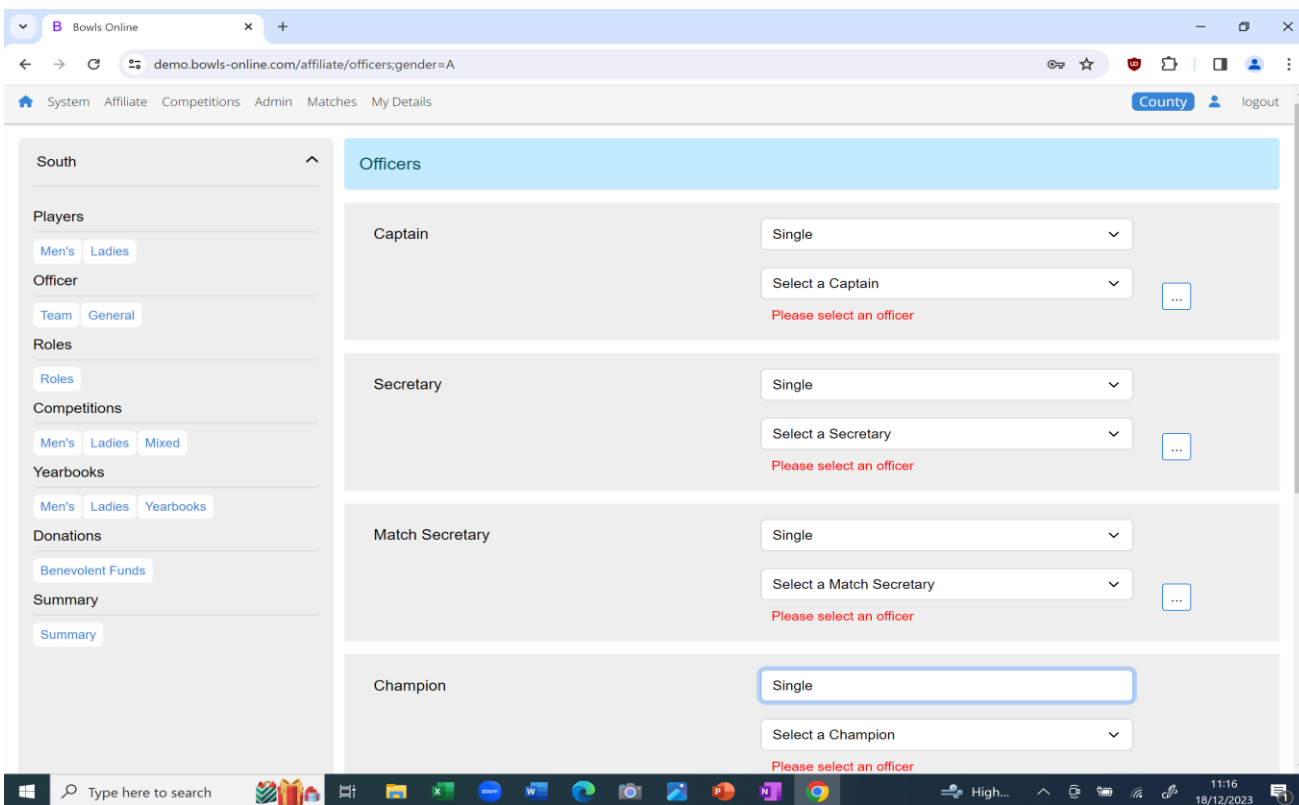 B Bowls Online
demo.bowls-online.com/affiliate/officers;gender=A
System Affiliate Competitions Admin Matches My Details County logout
South
Players
Men's Ladies
Officer
Team General
Roles
Roles
Competitions
Men's Ladies Mixed
Yearbooks
Men's Ladies Yearbooks
Donations
Benevolent Funds
Summary
Summary
Officers
Captain
Single
Select a Captain
...
Please select an officer
Secretary
Single
Select a Secretary
...
Please select an officer
Match Secretary
Single
Select a Match Secretary
...
Please select an officer
Champion
Single
Select a Champion
Please select an officer
Type here to search
zoom
High...
11:16
18/12/2023